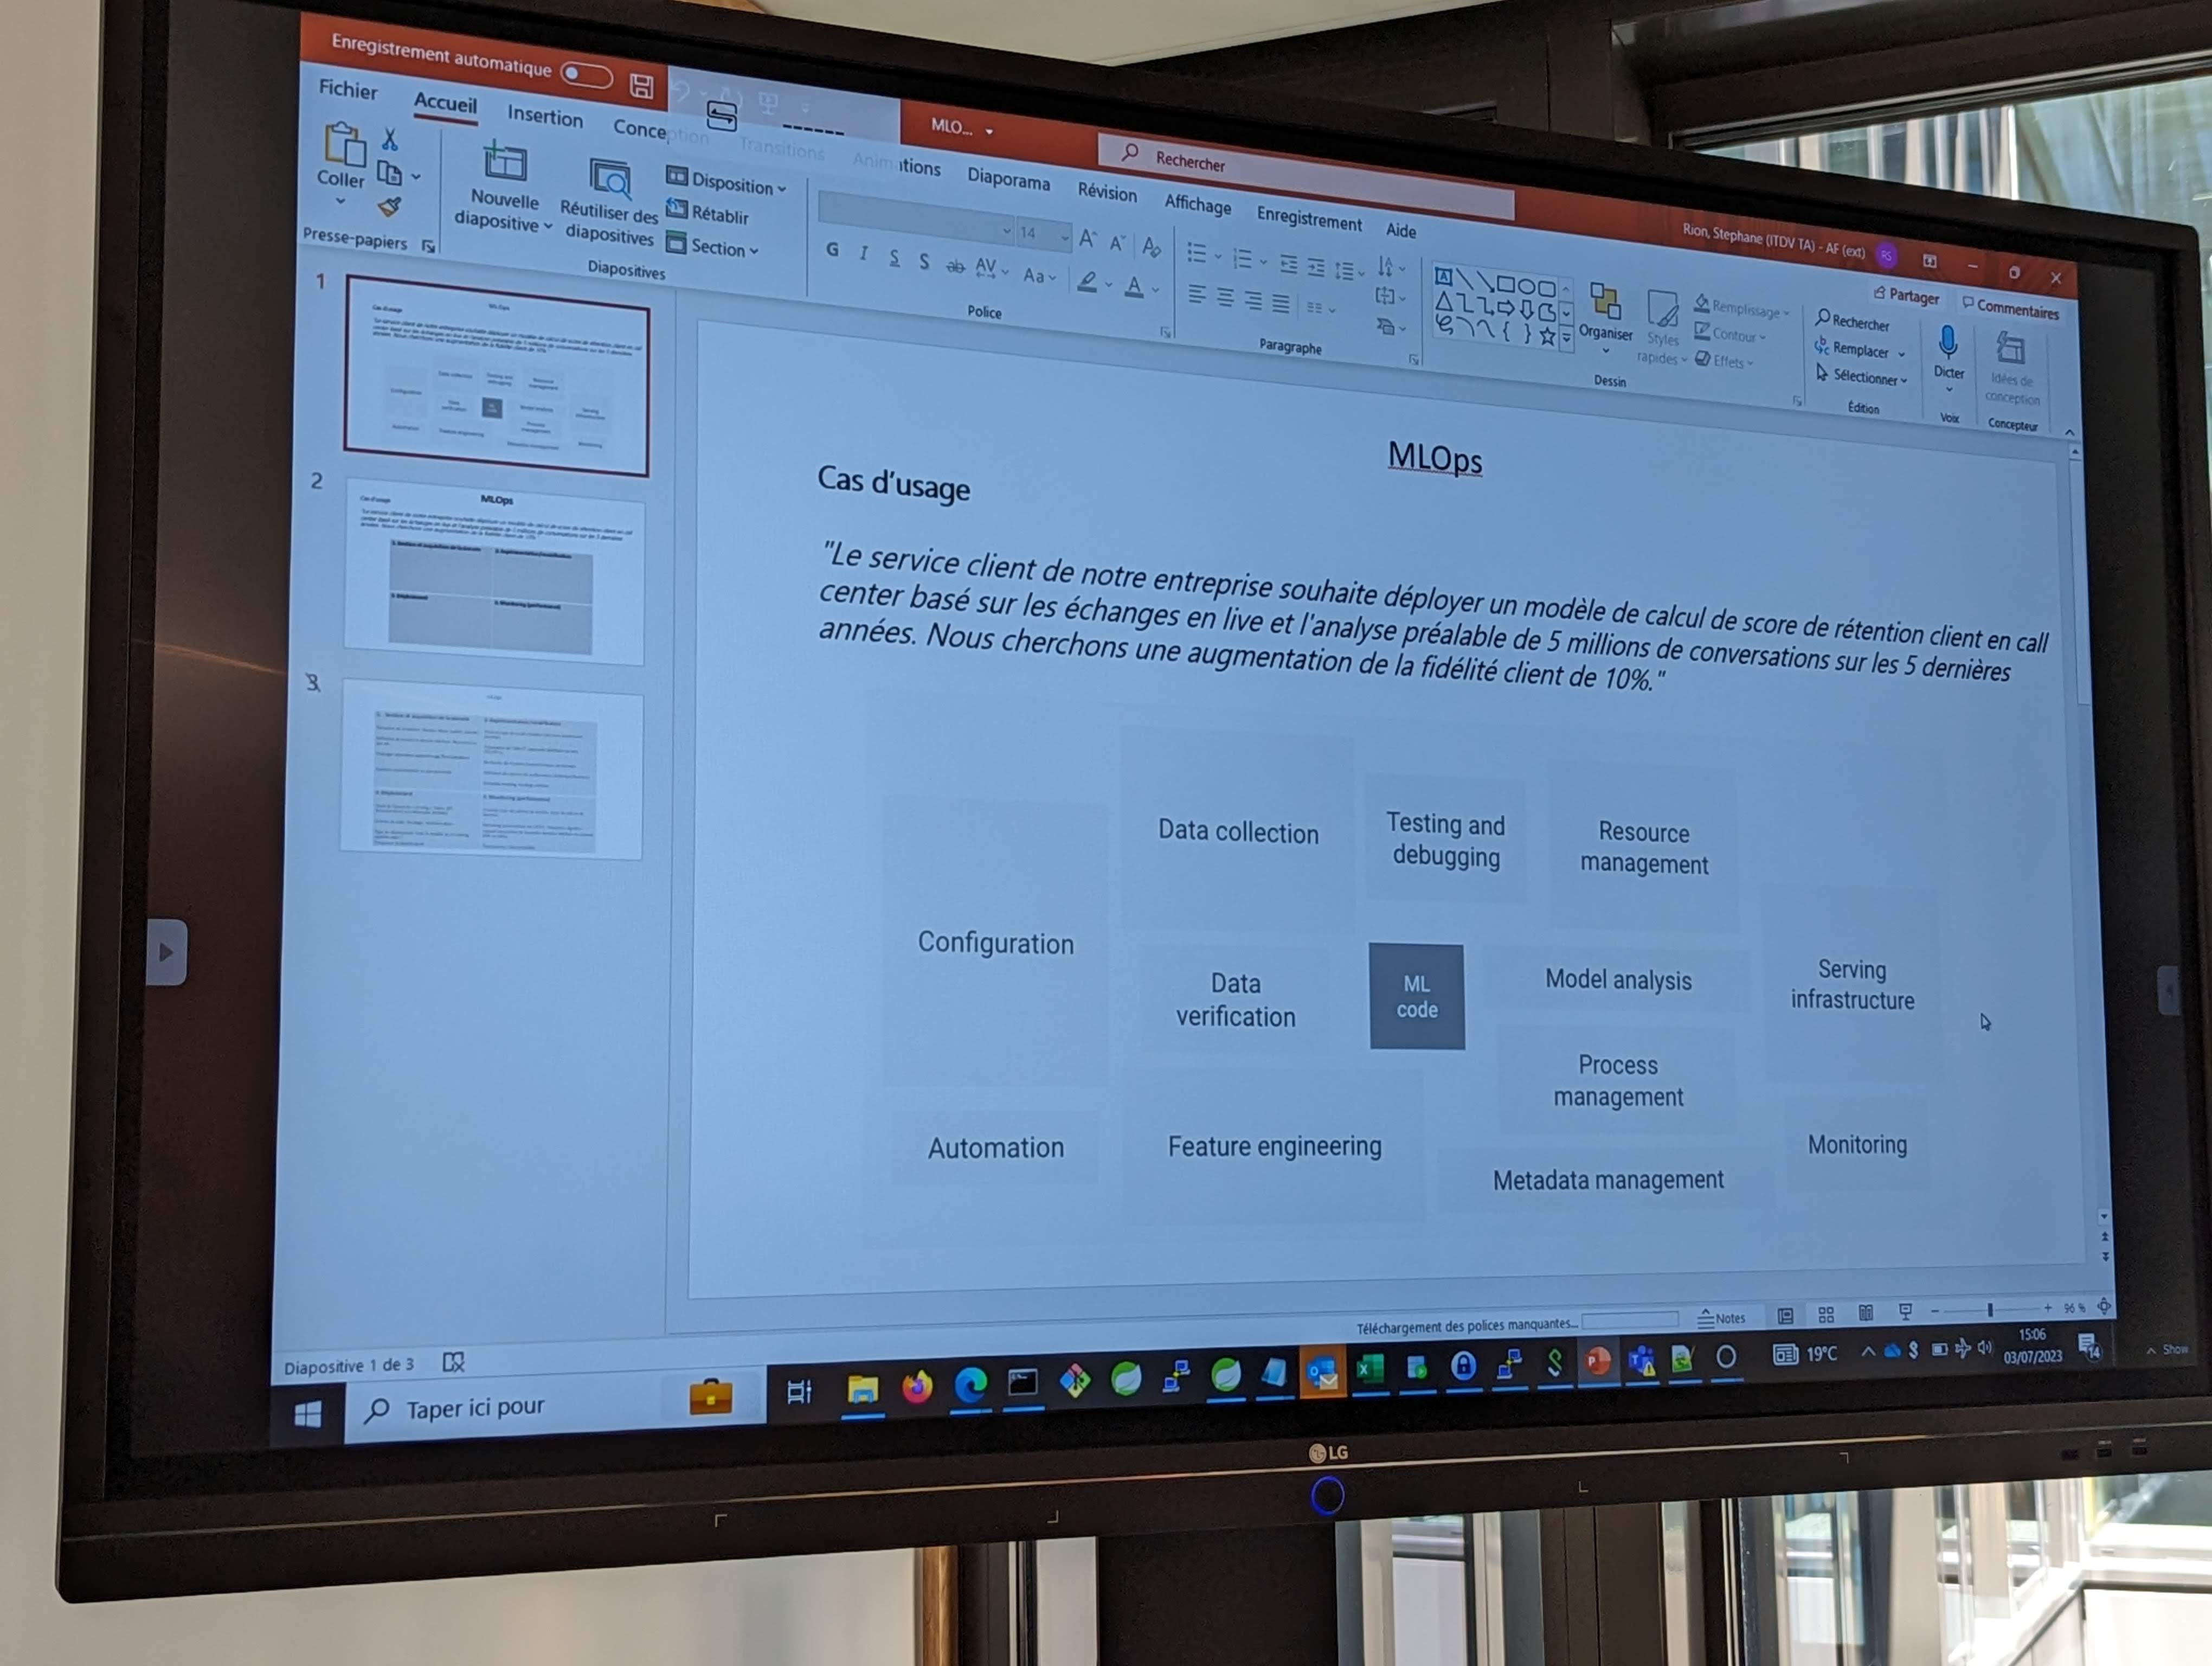 Enregistrement automatique
MLO...
Rechercher
Rion, Stephane (ITDV TA) - AF (ext)
RS
Fichier
Accueil
Insertion
Conception
Transitions
Animations
Diaporama
Révision
Affichage
Enregistrement
Aide
Partager
Commentaires
Coller
Presse-papiers
Nouvelle
diapositive
Réutiliser des
diapositives
Disposition
Rétablir
Section
Diapositives
14
G I S S ab AV Aa A
Police
Paragraphe
Organiser
Styles
rapides
Remplissage
Contour
Effets
Dessin
Rechercher
Remplacer
Sélectionner
Édition
Dicter
Voix
Idées de
conception
Concepteur
1
2
MLOps
3
MLOps
Cas d'usage
"Le service client de notre entreprise souhaite déployer un modèle de calcul de score de rétention client en call
center basé sur les échanges en live et l'analyse préalable de 5 millions de conversations sur les 5 dernières
années. Nous cherchons une augmentation de la fidélité client de 10%."
Data collection
Testing and
debugging
Resource
management
Configuration
Data
verification
ML
code
Model analysis
Serving
infrastructure
Process
management
Automation
Feature engineering
Metadata management
Monitoring
Téléchargement des polices manquantes...
Notes
96 %
Diapositive 1 de 3
Taper ici pour
19°C
15:06
03/07/2023
14
Show
LG